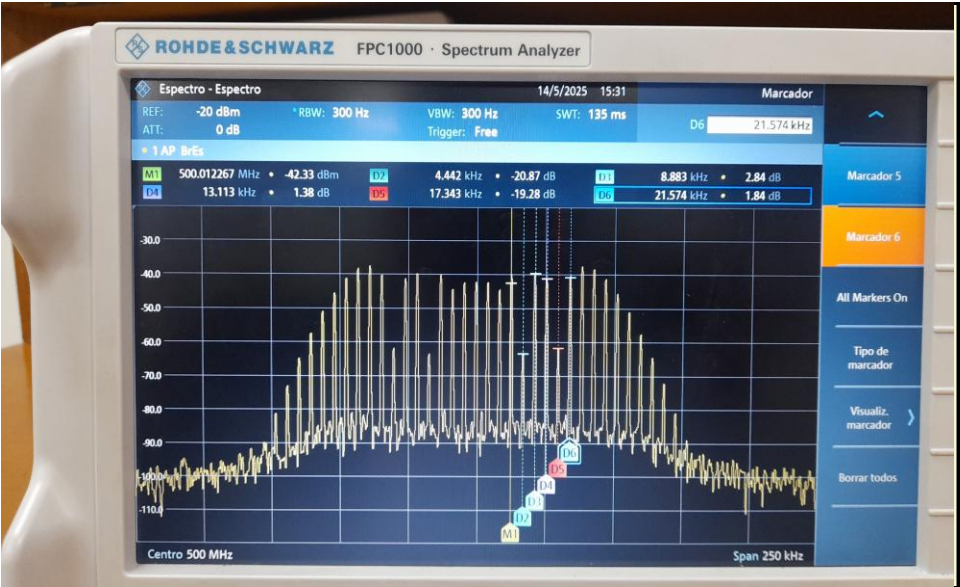 ROHDE&SCHWARZ FPC1000 · Spectrum Analyzer
Espectro - Espectro 14/5/2025 15:31 Marcador
REF: -20 dBm * RBW: 300 Hz VBW: 300 Hz SWT: 135 ms D6 21.574 kHz
ATT: 0 dB Trigger: Free
1 AP BrEs
M1 500.012267 MHz • -42.33 dBm D2 4.442 kHz • -20.87 dB D3 8.883 kHz • 2.84 dB
D4 13.113 kHz • 1.38 dB D5 17.343 kHz • -19.28 dB D6 21.574 kHz • 1.84 dB
Marcador 5
Marcador 6
All Markers On
Tipo de
marcador
Visualiz.
marcador
Borrar todos
-30.0
-40.0
-50.0
-60.0
-70.0
-80.0
-90.0
-100.0
-110.0
D6
D5
D4
D3
D2
M1
Centro 500 MHz Span 250 kHz